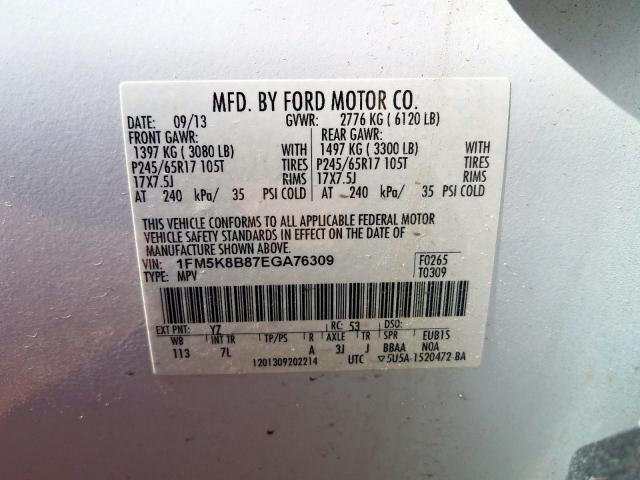 MFD. BY FORD MOTOR CO.
DATE: 09/13 GVWR: 2776 KG ( 6120 LB)
FRONT GAWR: REAR GAWR:
1397 KG ( 3080 LB) WITH 1497 KG ( 3300 LB) WITH
P245/65R17 105T TIRES P245/65R17 105T TIRES
17X7.5J RIMS 17X7.5J RIMS
AT 240 kPa/ 35 PSI COLD AT 240 kPa/ 35 PSI COLD
THIS VEHICLE CONFORMS TO ALL APPLICABLE FEDERAL MOTOR
VEHICLE SAFETY STANDARDS IN EFFECT ON THE DATE OF
MANUFACTURE SHOWN ABOVE.
VIN: 1FM5K8B87EGA76309 F0265
TYPE: MPV T0309
EXT PNT: YZ RC: 53 DSO:
WB INT TR TP/PS R AXLE TR SPR EUB1S
113 7L A 3J J BBAA N0A
1201309202214 UTC ▽5U5A-1520472-BA